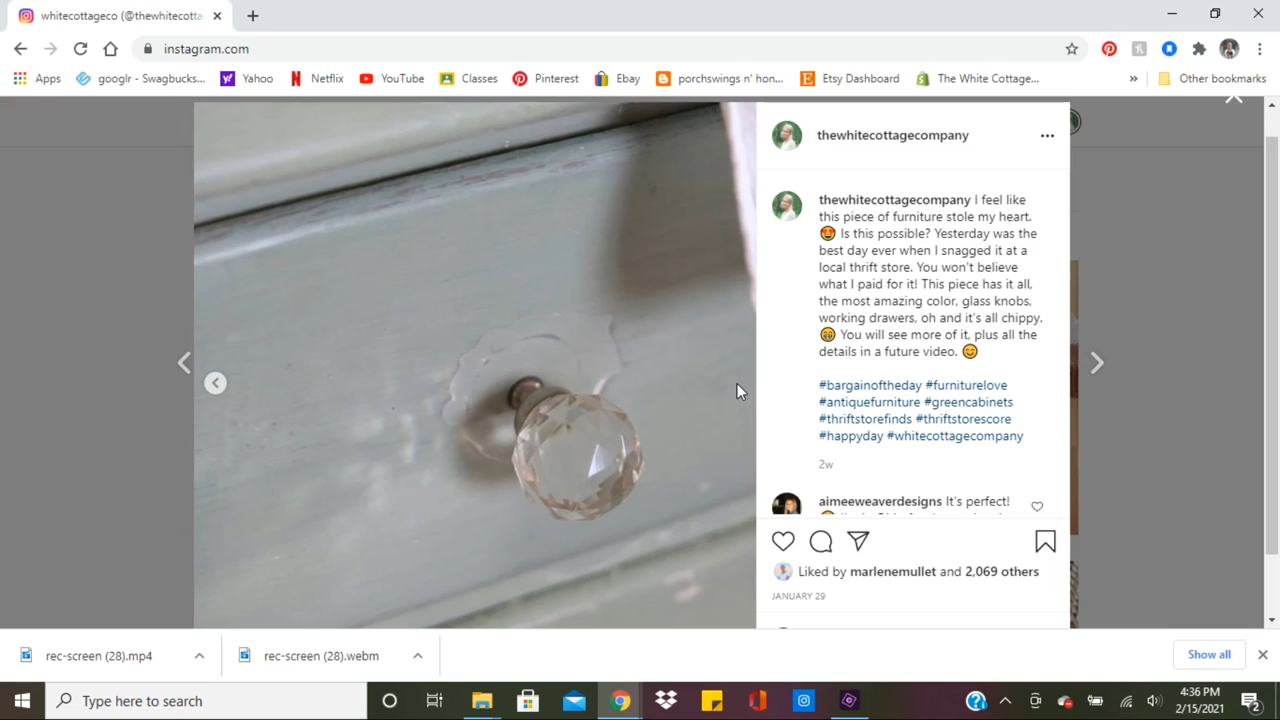 whitecottageco (@thewhitecotta
instagram.com
Apps googlr - Swagbucks... Yahoo Netflix YouTube Classes Pinterest Ebay porchswings n' hon... Etsy Dashboard The White Cottage... » Other bookmarks
thewhitecottagecompany
thewhitecottagecompany I feel like
this piece of furniture stole my heart.
😍 Is this possible? Yesterday was the
best day ever when I snagged it at a
local thrift store. You won't believe
what I paid for it! This piece has it all,
the most amazing color, glass knobs,
working drawers, oh and it's all chippy.
😁 You will see more of it, plus all the
details in a future video. 😊
#bargainoftheday #furniturelove
#antiquefurniture #greencabinets
#thriftstorefinds #thriftstorescore
#happyday #whitecottagecompany
2w
aimeeweaverdesigns It's perfect!
Liked by marlenemullet and 2,069 others
JANUARY 29
rec-screen (28).mp4
rec-screen (28).webm
Show all
Type here to search
4:36 PM
2/15/2021
2